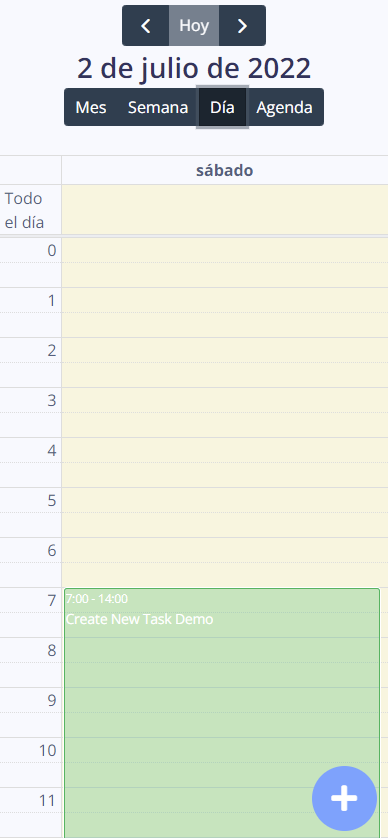 Hoy
2 de julio de 2022
Mes Semana Día Agenda
sábado
Todo
el día
0
1
2
3
4
5
6
7
7:00 - 14:00
Create New Task Demo
8
9
10
11